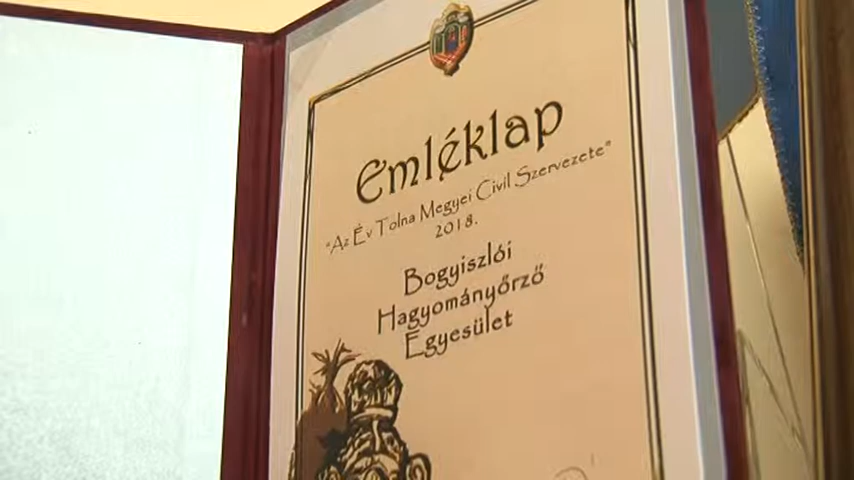 Emléklap
"Az Év Tolna Megyei Civil Szervezete"
2018.
Bogyiszlói
Hagyományőrző
Egyesület